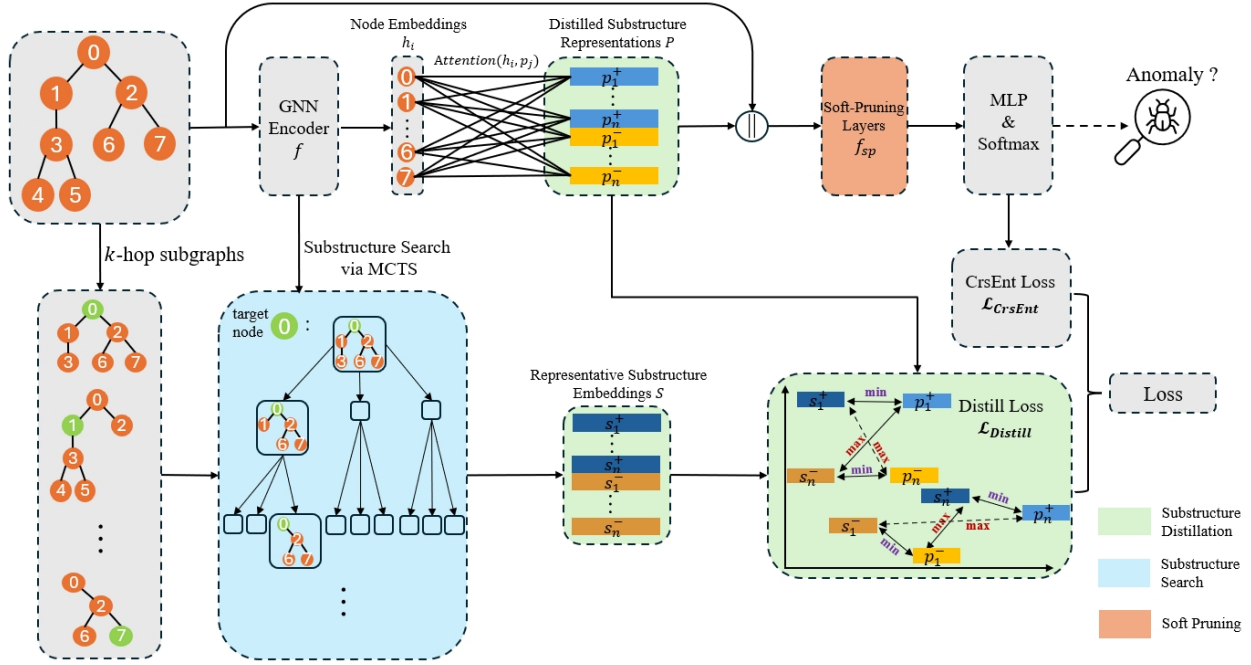 Node Embeddings
h_i
Distilled Substructure
Representations P
Attention(h_i, p_j)
0
1
2
3
6
7
4
5
GNN
Encoder
f
0
1
6
7
p_1^+
p_n^+
p_1^-
p_n^-
||
Soft-Pruning
Layers
f_sp
MLP
&
Softmax
Anomaly ?
k-hop subgraphs
Substructure Search
via MCTS
CrsEnt Loss
ℒ_CrsEnt
Loss
0
1
2
3
6
7
0
1
2
3
4
5
0
2
6
7
target
node
0 :
0
1
2
3
6
7
0
1
2
6
7
0
2
6
7
Representative Substructure
Embeddings S
s_1^+
s_n^+
s_1^-
s_n^-
Distill Loss
ℒ_Distill
s_1^+
min
p_1^+
max
max
s_n^-
min
p_n^-
s_n^+
min
p_n^+
s_1^-
max
max
min
p_1^-
Substructure
Distillation
Substructure
Search
Soft Pruning